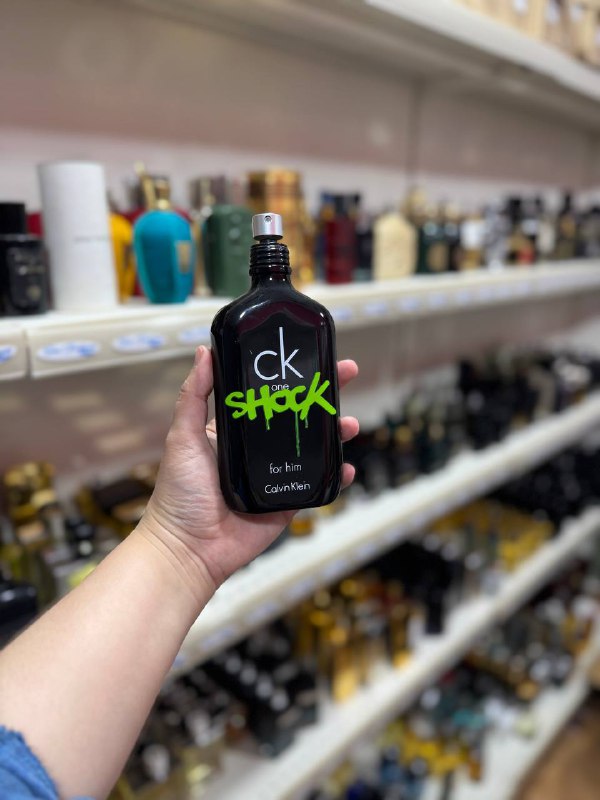 ck
one
SHOCK
for him
Calvin Klein